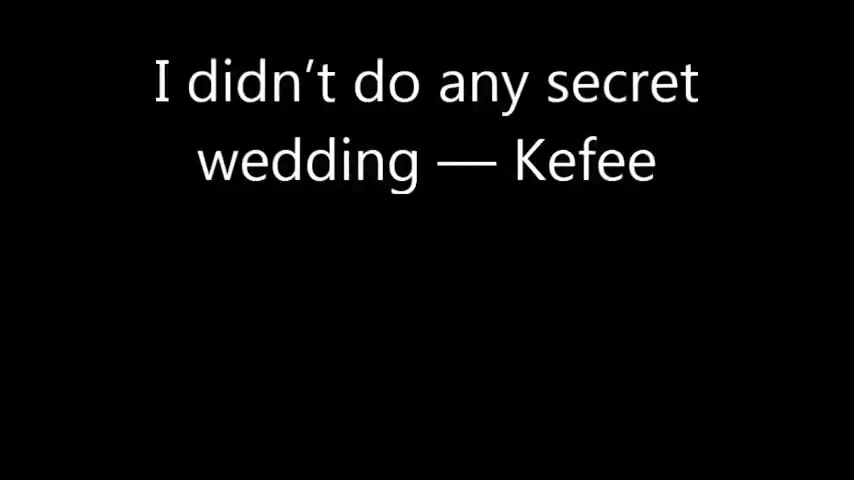 I didn’t do any secret
wedding — Kefee